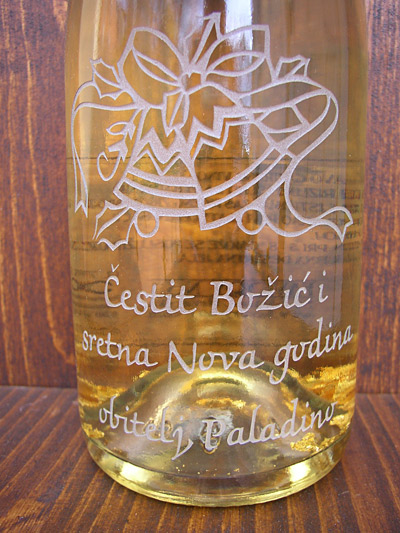 Čestit Božić i
sretna Nova godina
obitelj Paladino